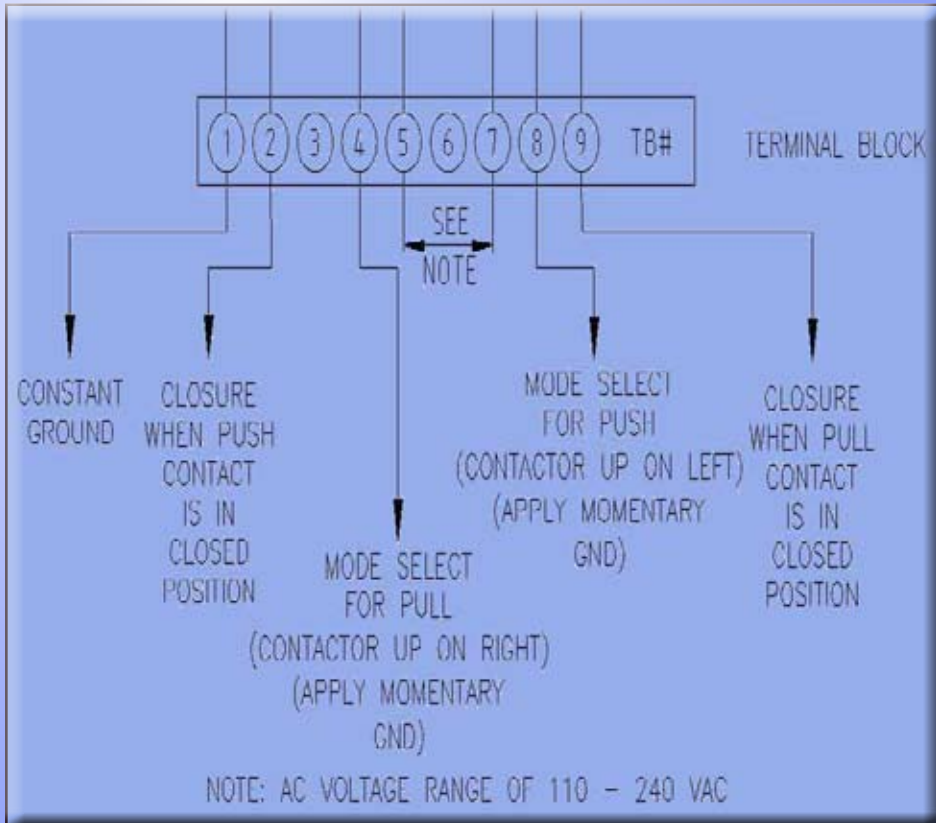 1 2 3 4 5 6 7 8 9 TB#
TERMINAL BLOCK
SEE
NOTE
CONSTANT
GROUND
CLOSURE
WHEN PUSH
CONTACT
IS IN
CLOSED
POSITION
MODE SELECT
FOR PULL
(CONTACTOR UP ON RIGHT)
(APPLY MOMENTARY
GND)
MODE SELECT
FOR PUSH
(CONTACTOR UP ON LEFT)
(APPLY MOMENTARY
GND)
CLOSURE
WHEN PULL
CONTACT
IS IN
CLOSED
POSITION
NOTE: AC VOLTAGE RANGE OF 110 - 240 VAC